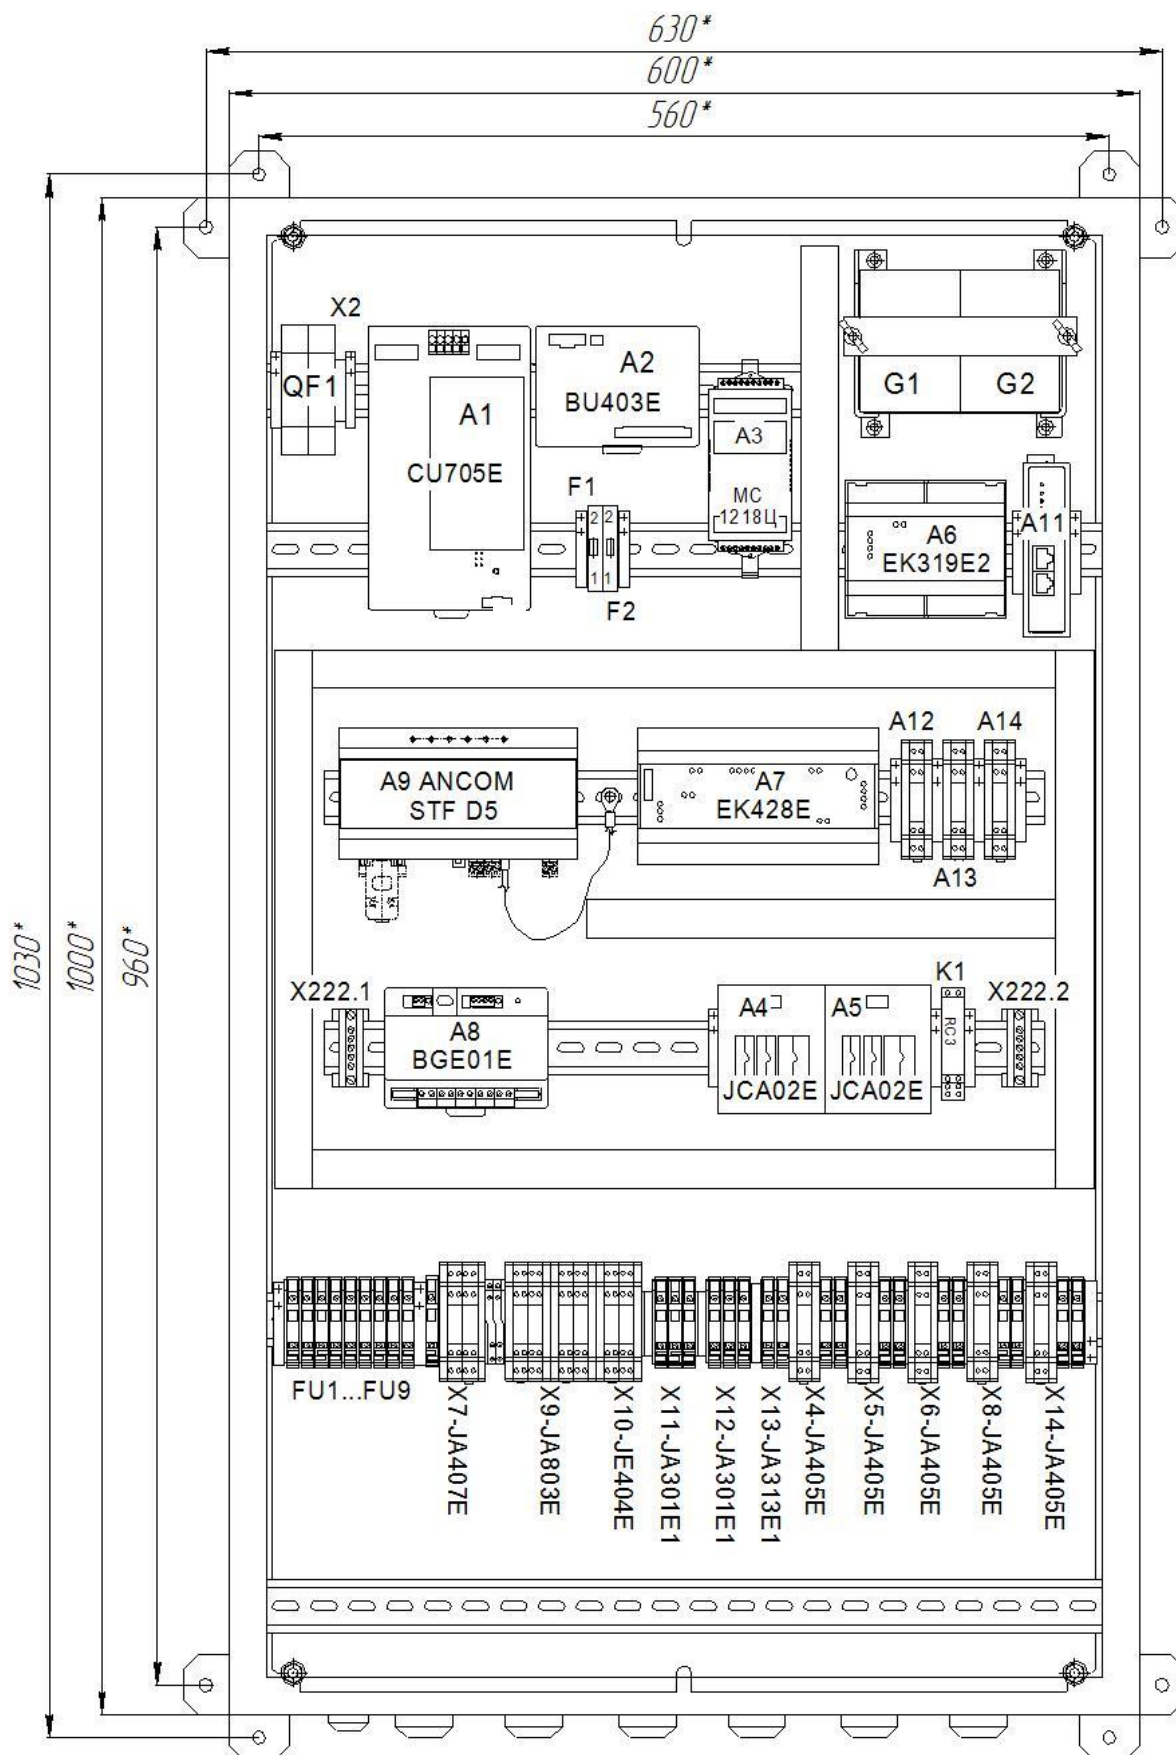 630*
600*
560*
1030*
1000*
960*
X2
QF1
A1
CU705E
A2
BU403E
A3
МС
1218Ц
G1
G2
F1
2 2
1 1
F2
A6
EK319E2
A11
A9 ANCOM
STF D5
A7
EK428E
A12
A14
A13
X222.1
A8
BGE01E
A4
JCA02E
A5
JCA02E
K1
RC3
X222.2
FU1...FU9
X7-JA407E
X9-JA803E
X10-JE404E
X11-JA301E1
X12-JA301E1
X13-JA313E1
X4-JA405E
X5-JA405E
X6-JA405E
X8-JA405E
X14-JA405E